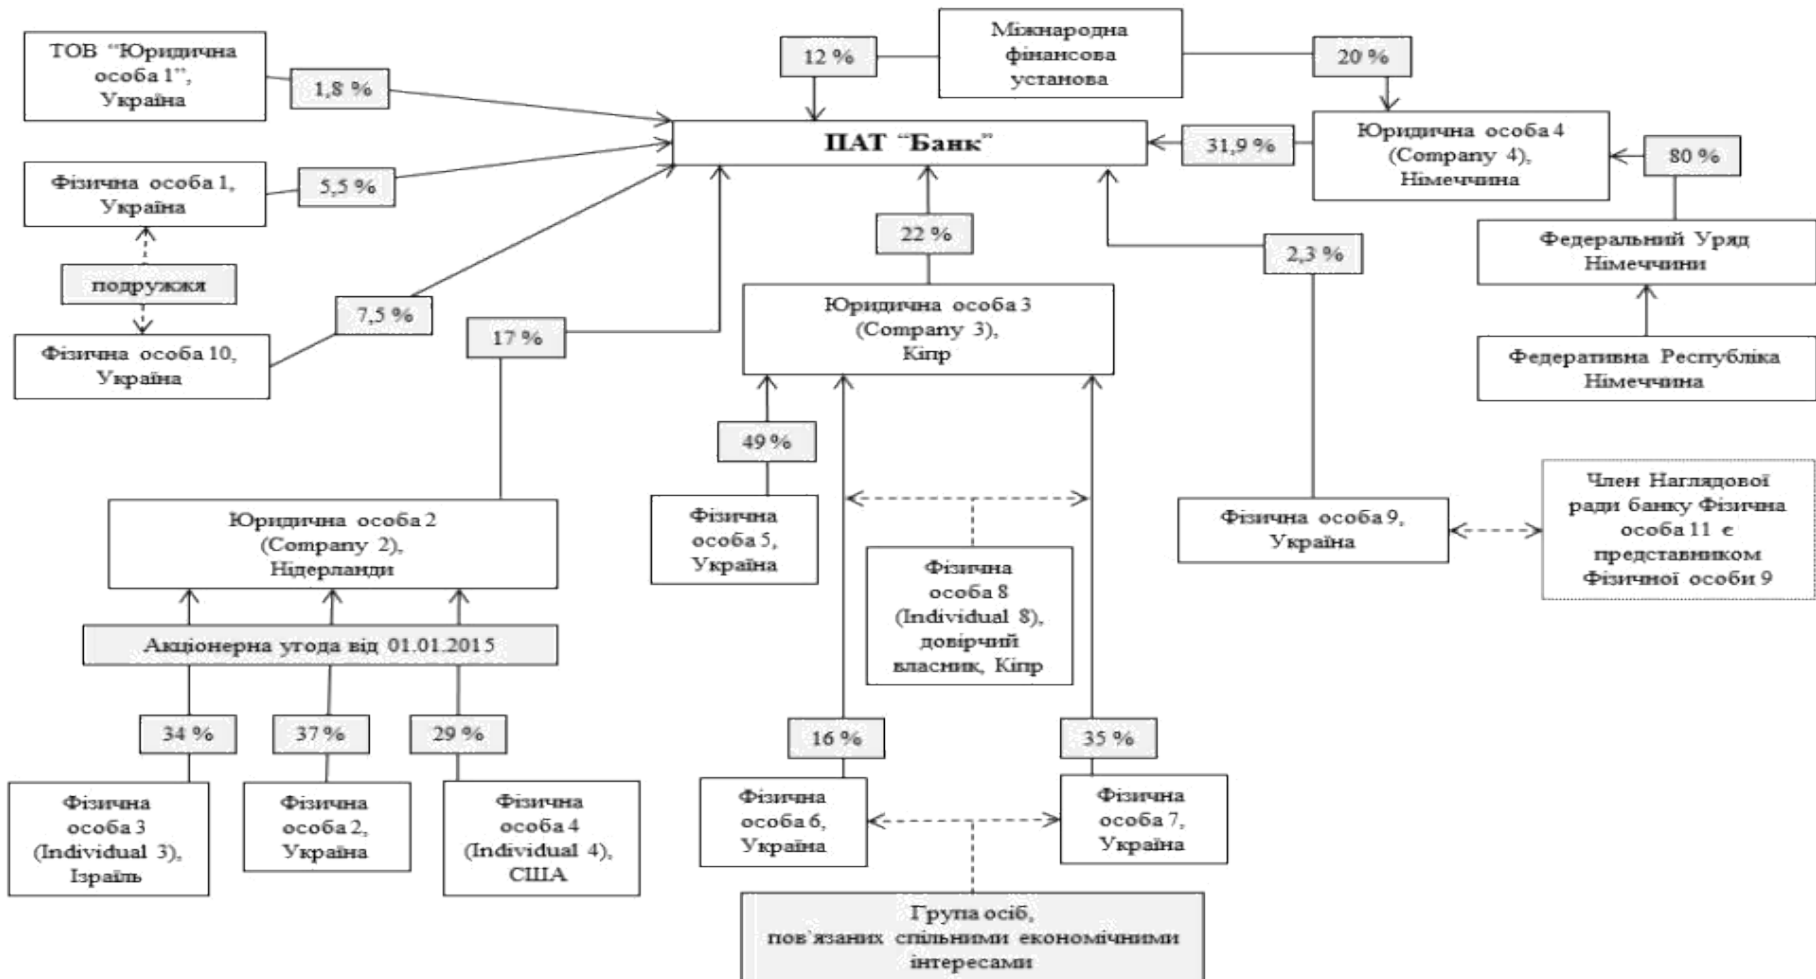 ТОВ “Юридична
особа 1”,
Україна
1,8 %
12 %
Міжнародна
фінансова
установа
20 %
ПАТ “Банк”
31,9 %
Юридична особа 4
(Company 4),
Німеччина
80 %
Фізична особа 1,
Україна
5,5 %
подружжя
7,5 %
Фізична особа 10,
Україна
17 %
22 %
Юридична особа 3
(Company 3),
Кіпр
2,3 %
Федеральний Уряд
Німеччини
Федеративна Республіка
Німеччина
49 %
Фізична
особа 5,
Україна
Юридична особа 2
(Company 2),
Нідерланди
Акціонерна угода від 01.01.2015
Фізична
особа 8
(Individual 8),
довірчий
власник, Кіпр
Фізична особа 9,
Україна
Член Наглядової
ради банку Фізична
особа 11 є
представником
Фізичної особи 9
34 %
37 %
29 %
16 %
35 %
Фізична
особа 3
(Individual 3),
Ізраїль
Фізична
особа 2,
Україна
Фізична
особа 4
(Individual 4),
США
Фізична
особа 6,
Україна
Фізична
особа 7,
Україна
Група осіб,
пов`язаних спільними економічними
інтересами